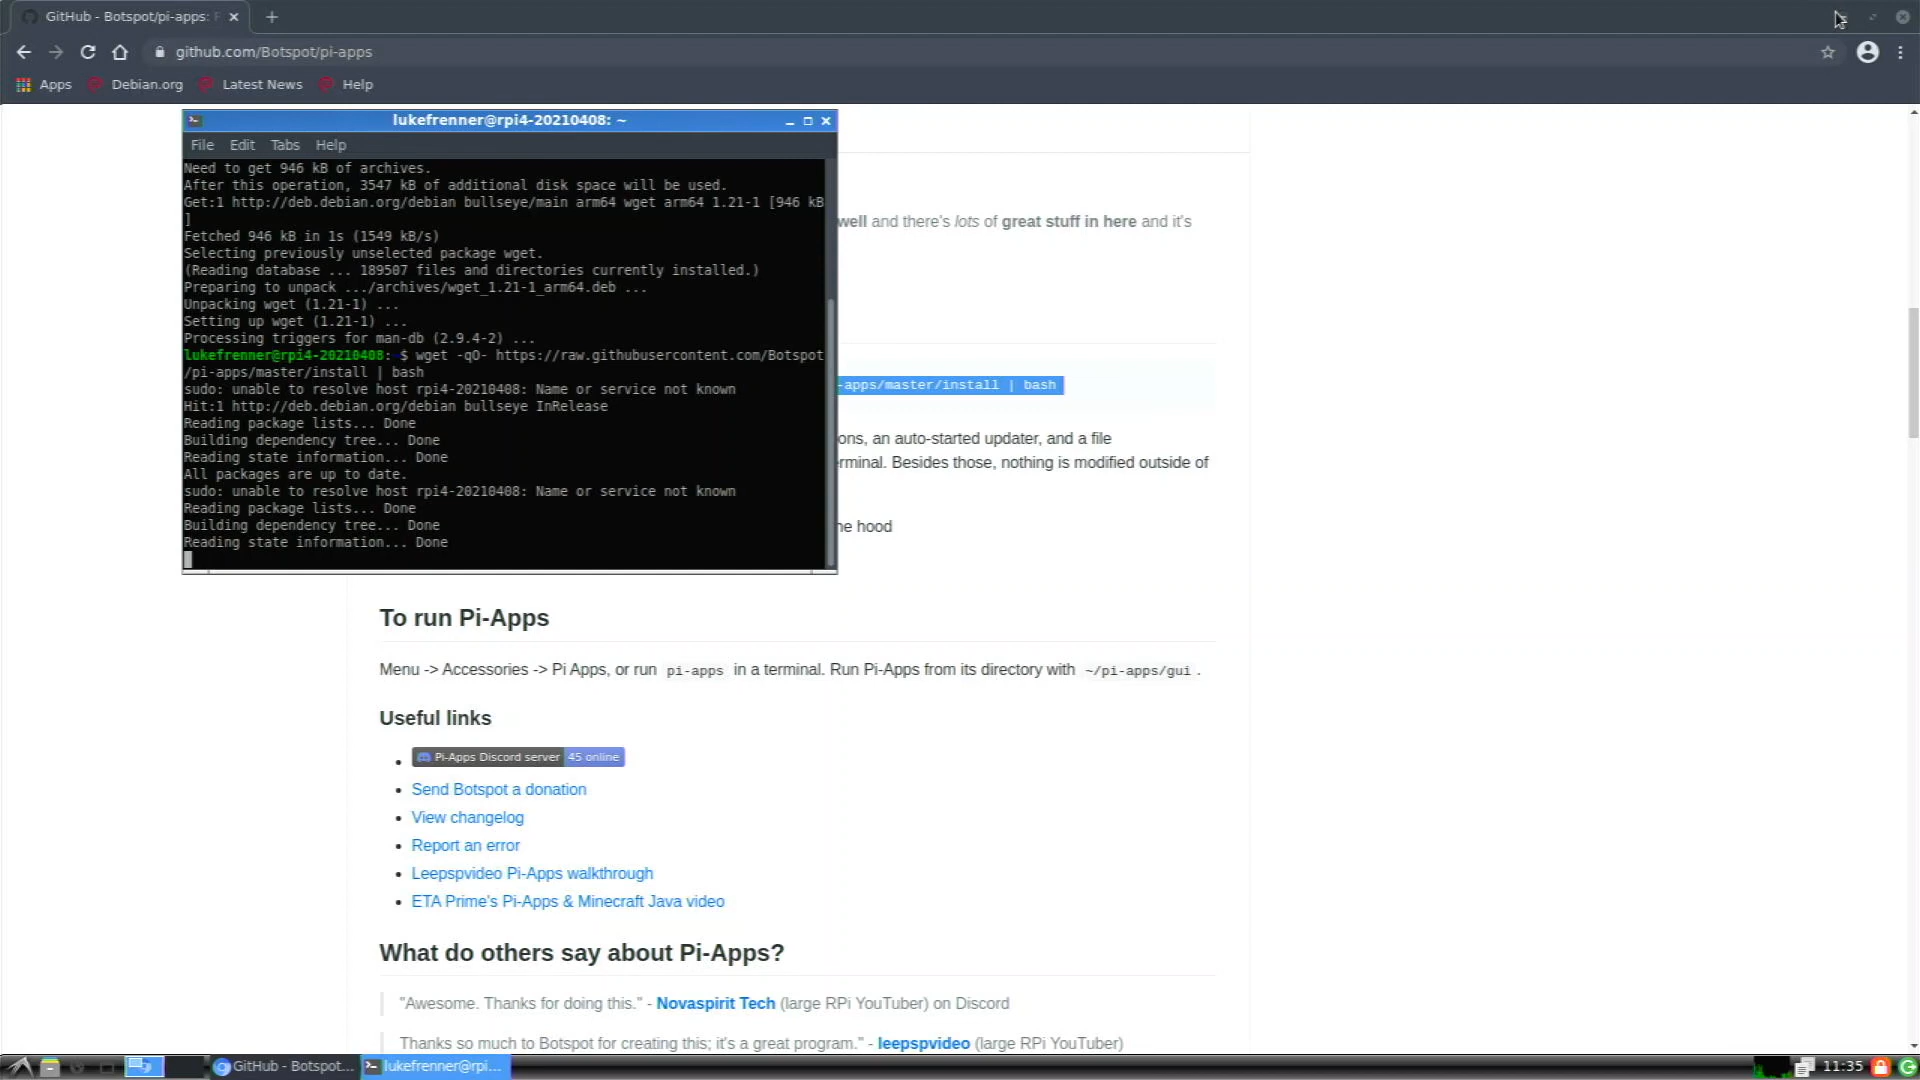 GitHub - Botspot/pi-apps:
github.com/Botspot/pi-apps
Apps
Debian.org
Latest News
Help
lukefrenner@rpi4-20210408: ~
File Edit Tabs Help
Need to get 946 kB of archives.
After this operation, 3547 kB of additional disk space will be used.
Get:1 http://deb.debian.org/debian bullseye/main arm64 wget arm64 1.21-1 [946 kB
]
Fetched 946 kB in 1s (1549 kB/s)
Selecting previously unselected package wget.
(Reading database ... 189507 files and directories currently installed.)
Preparing to unpack .../archives/wget_1.21-1_arm64.deb ...
Unpacking wget (1.21-1) ...
Setting up wget (1.21-1) ...
Processing triggers for man-db (2.9.4-2) ...
lukefrenner@rpi4-20210408:~$ wget -qO- https://raw.githubusercontent.com/Botspot
/pi-apps/master/install | bash
sudo: unable to resolve host rpi4-20210408: Name or service not known
Hit:1 http://deb.debian.org/debian bullseye InRelease
Reading package lists... Done
Building dependency tree... Done
Reading state information... Done
All packages are up to date.
sudo: unable to resolve host rpi4-20210408: Name or service not known
Reading package lists... Done
Building dependency tree... Done
Reading state information... Done
well and there's lots of great stuff in here and it's
-apps/master/install | bash
ons, an auto-started updater, and a file
rminal. Besides those, nothing is modified outside of
he hood
To run Pi-Apps
Menu -> Accessories -> Pi Apps, or run pi-apps in a terminal. Run Pi-Apps from its directory with ~/pi-apps/gui .
Useful links
Pi-Apps Discord server 45 online
Send Botspot a donation
View changelog
Report an error
Leepspvideo Pi-Apps walkthrough
ETA Prime's Pi-Apps & Minecraft Java video
What do others say about Pi-Apps?
"Awesome. Thanks for doing this." - Novaspirit Tech (large RPi YouTuber) on Discord
Thanks so much to Botspot for creating this; it's a great program." - leepspvideo (large RPi YouTuber)
GitHub - Botspot...
lukefrenner@rpi...
11:35